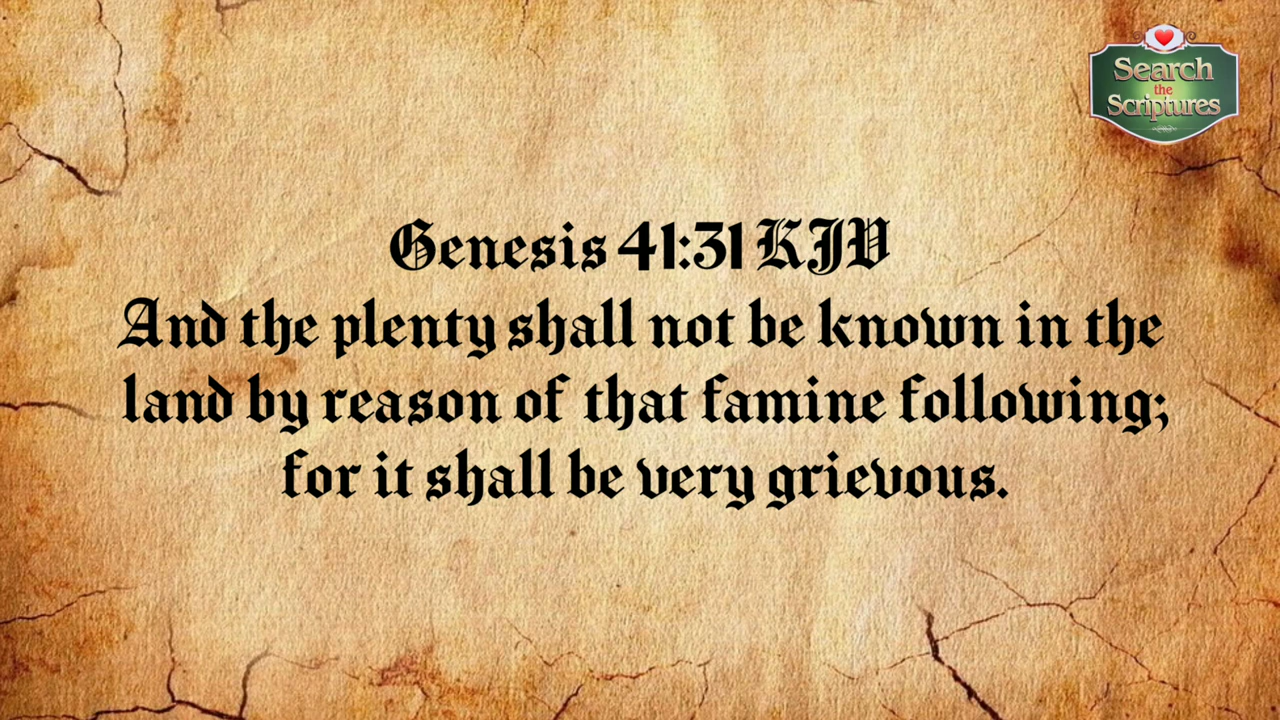 Search
the
Scriptures
Genesis 41:31 KJV
And the plenty shall not be known in the
land by reason of that famine following;
for it shall be very grievous.